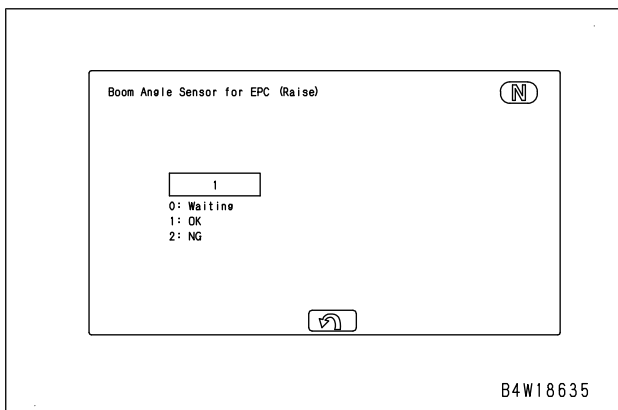 Boom Angle Sensor for EPC (Raise)
N
1
0: Waiting
1: OK
2: NG
B4W18635